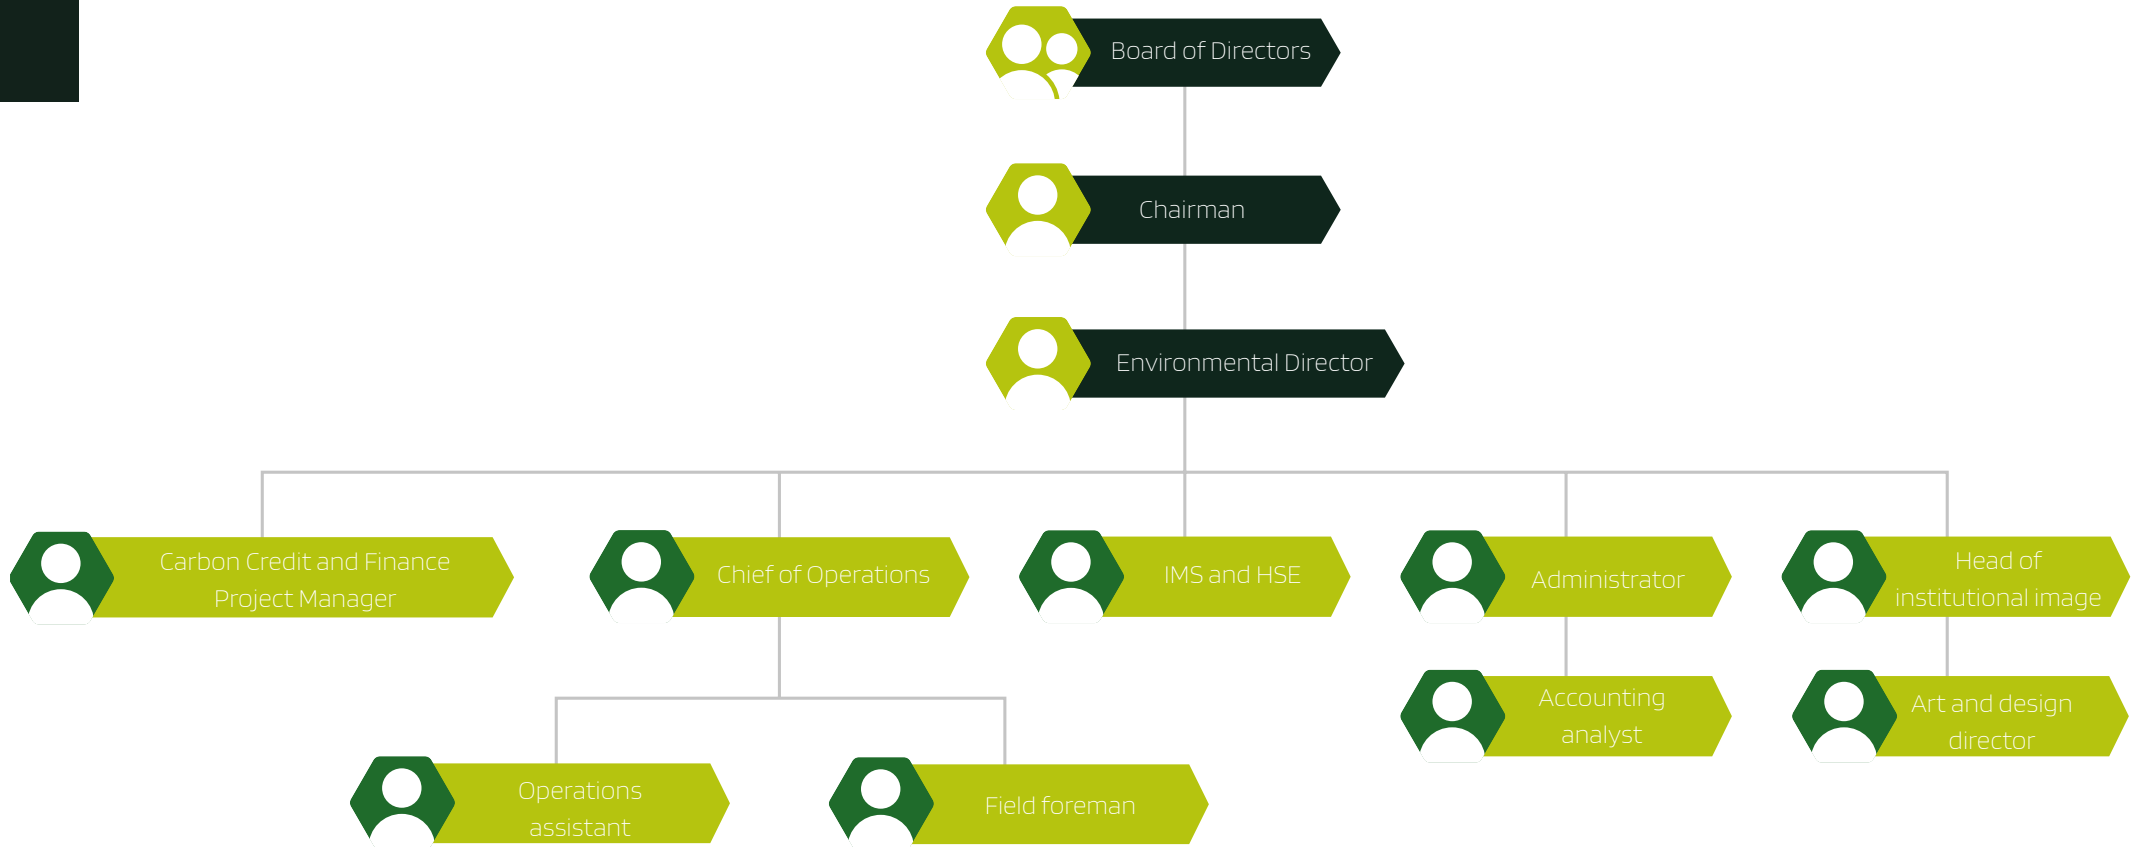 Board of Directors
Chairman
Environmental Director
Carbon Credit and Finance
Project Manager
Chief of Operations
IMS and HSE
Administrator
Head of
institutional image
Accounting
analyst
Art and design
director
Operations
assistant
Field foreman